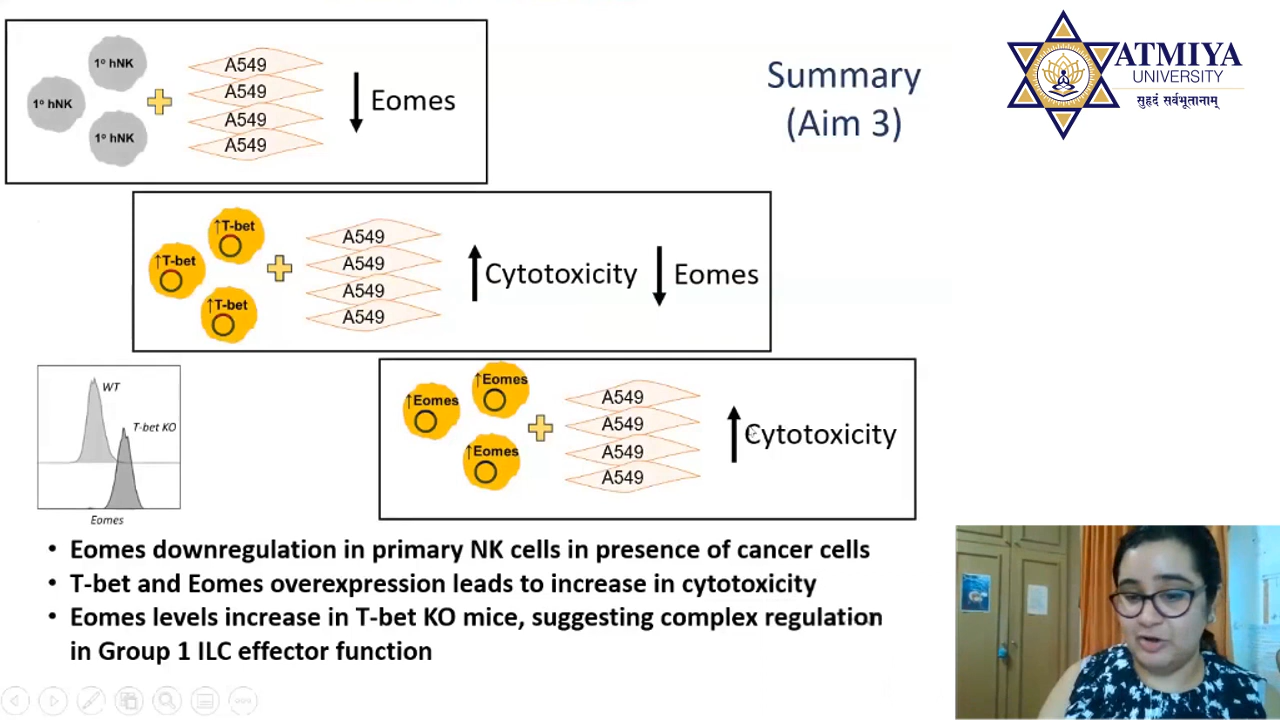 1º hNK
1º hNK
1º hNK
A549
A549
A549
A549
Eomes
Summary
(Aim 3)
ATMIYA
UNIVERSITY
सुहृदं सर्वभूतानाम्
↑T-bet
↑T-bet
↑T-bet
A549
A549
A549
A549
Cytotoxicity
Eomes
WT
T-bet KO
Eomes
↑Eomes
↑Eomes
↑Eomes
A549
A549
A549
A549
Cytotoxicity
• Eomes downregulation in primary NK cells in presence of cancer cells
• T-bet and Eomes overexpression leads to increase in cytotoxicity
• Eomes levels increase in T-bet KO mice, suggesting complex regulation
in Group 1 ILC effector function